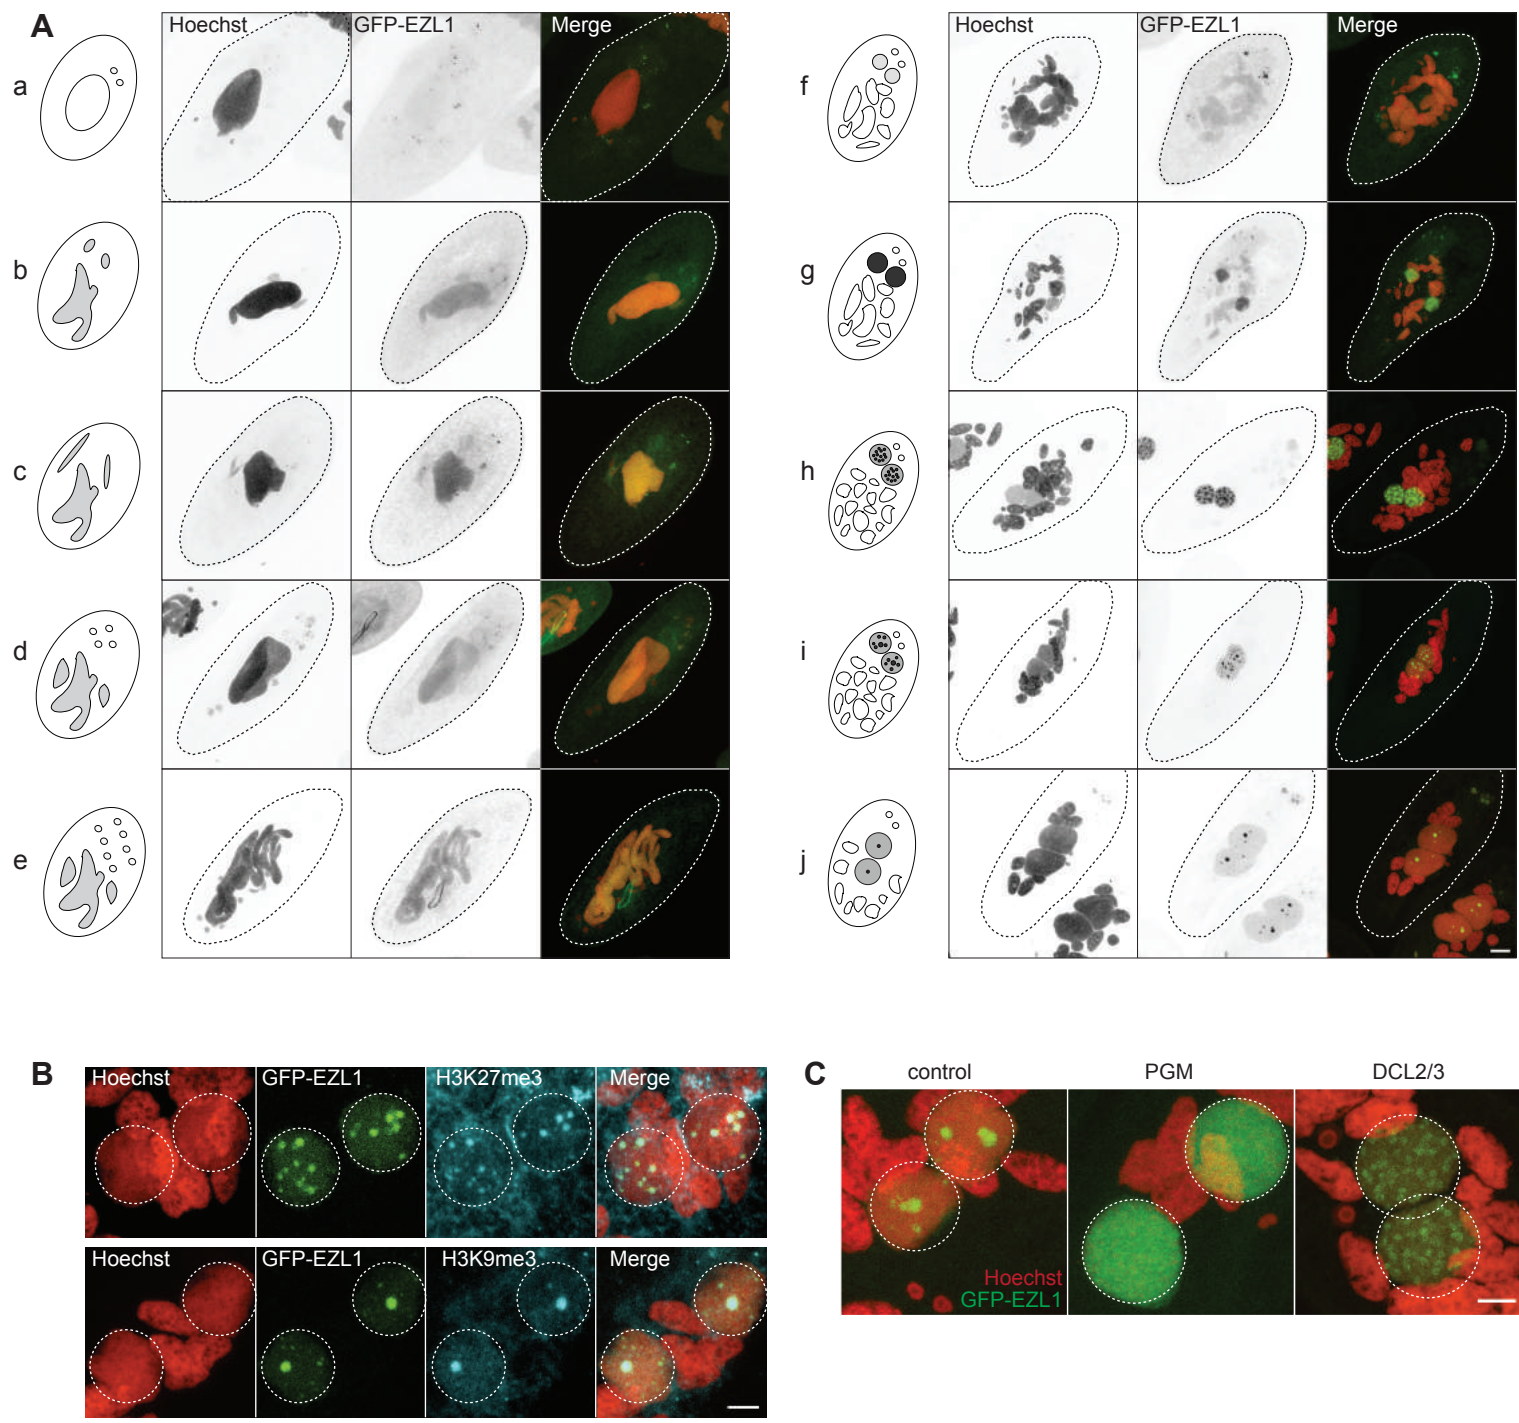 A
Hoechst GFP-EZL1 Merge
a
b
c
d
e
Hoechst GFP-EZL1 Merge
f
g
h
i
j
B
Hoechst GFP-EZL1 H3K27me3 Merge
Hoechst GFP-EZL1 H3K9me3 Merge
C
control PGM DCL2/3
Hoechst
GFP-EZL1